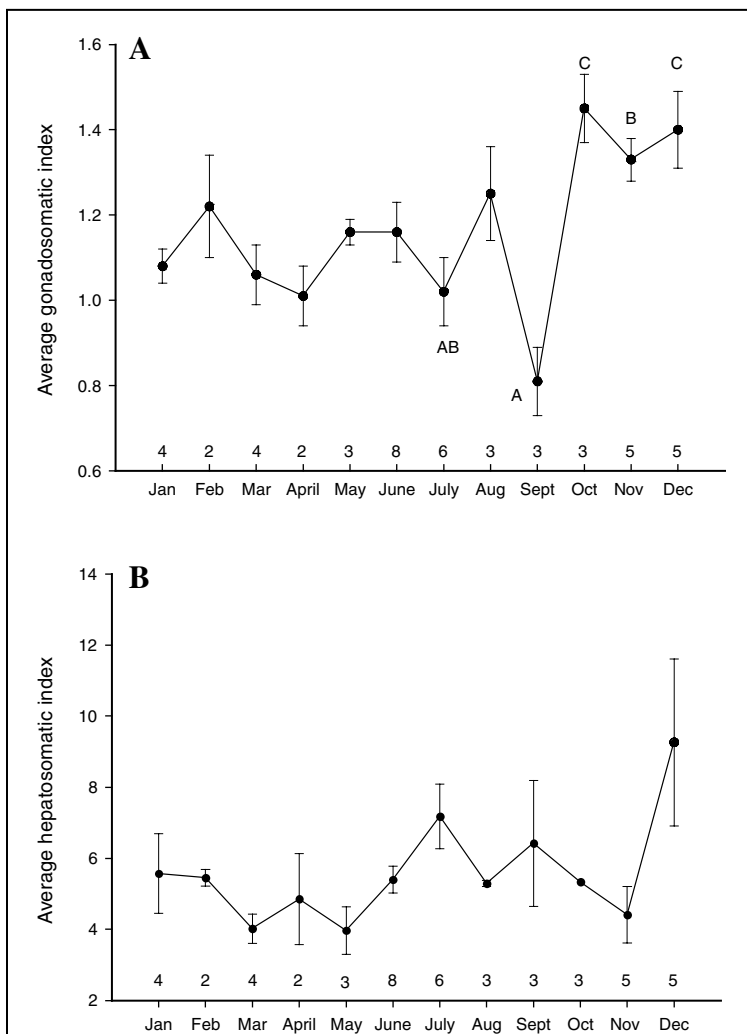 A
Average gonadosomatic index
1.6
1.4
1.2
1.0
0.8
0.6
C
C
B
AB
A
4 2 4 2 3 8 6 3 3 3 5 5
Jan Feb Mar April May June July Aug Sept Oct Nov Dec
B
Average hepatosomatic index
14
12
10
8
6
4
2
4 2 4 2 3 8 6 3 3 3 5 5
Jan Feb Mar April May June July Aug Sept Oct Nov Dec